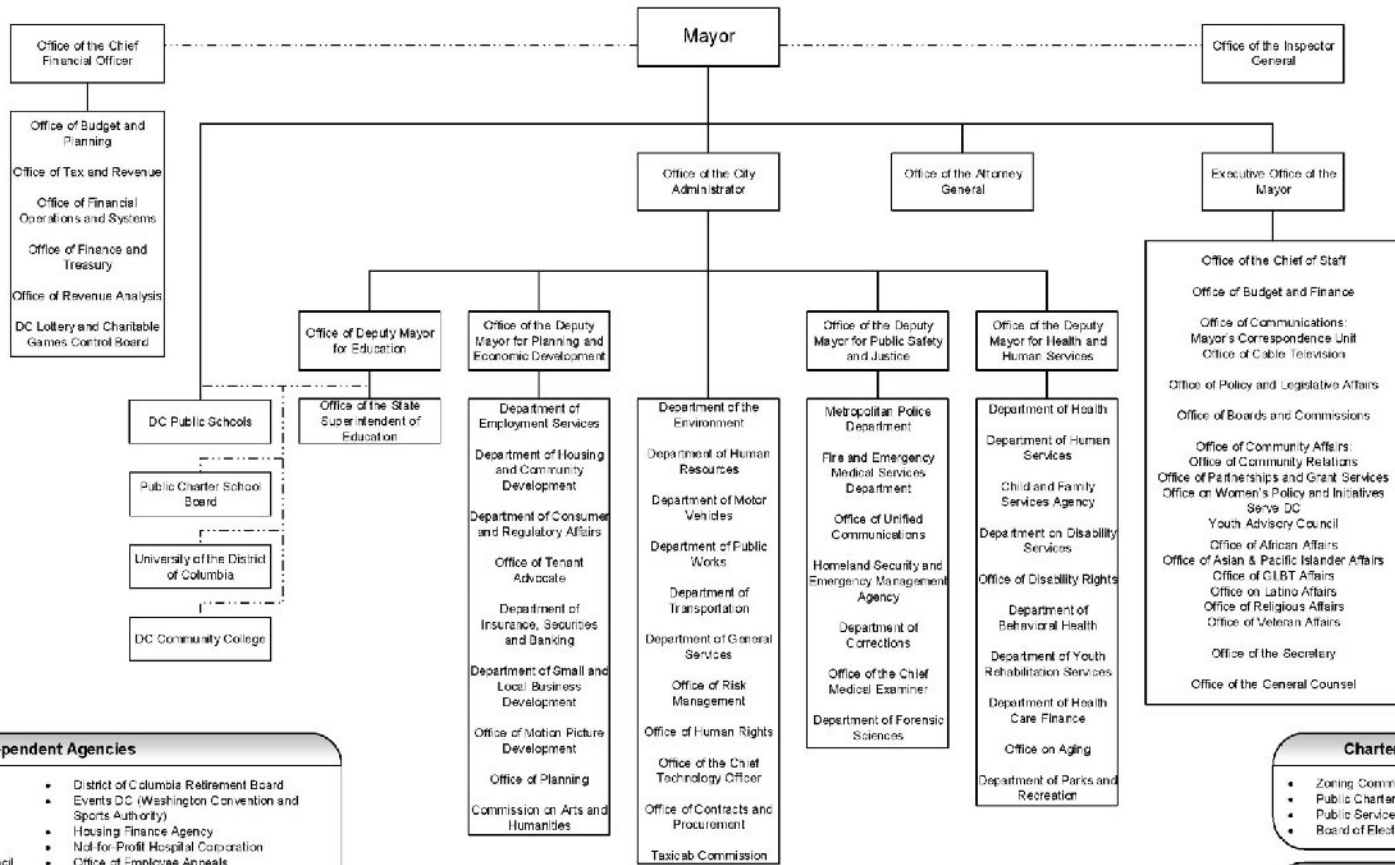 Mayor
Office of the Chief
Financial Officer
Office of the Inspector
General
Office of Budget and
Planning
Office of Tax and Revenue
Office of Financial
Operations and Systems
Office of Finance and
Treasury
Office of Revenue Analysis
DC Lottery and Charitable
Games Control Board
Office of the City
Administrator
Office of the Attorney
General
Executive Office of the
Mayor
Office of the Chief of Staff
Office of Budget and Finance
Office of Communications:
Mayor's Correspondence Unit
Office of Cable Television
Office of Policy and Legislative Affairs
Office of Boards and Commissions
Office of Community Affairs:
Office of Community Relations
Office of Partnerships and Grant Services
Office on Women's Policy and Initiatives
Serve DC
Youth Advisory Council
Office of African Affairs
Office of Asian & Pacific Islander Affairs
Office of GLBT Affairs
Office on Latino Affairs
Office of Religious Affairs
Office of Veteran Affairs
Office of the Secretary
Office of the General Counsel
Office of Deputy Mayor
for Education
Office of the Deputy
Mayor for Planning and
Economic Development
Office of the Deputy
Mayor for Public Safety
and Justice
Office of the Deputy
Mayor for Health and
Human Services
DC Public Schools
Public Charter School
Board
University of the District
of Columbia
DC Community College
Office of the State
Superintendent of
Education
Department of
Employment Services
Department of Housing
and Community
Development
Department of Consumer
and Regulatory Affairs
Office of Tenant
Advocate
Department of
Insurance, Securities
and Banking
Department of Small and
Local Business
Development
Office of Motion Picture
Development
Office of Planning
Commission on Arts and
Humanities
Department of the
Environment
Department of Human
Resources
Department of Motor
Vehicles
Department of Public
Works
Department of
Transportation
Department of General
Services
Office of Risk
Management
Office of Human Rights
Office of the Chief
Technology Officer
Office of Contracts and
Procurement
Taxicab Commission
Metropolitan Police
Department
Fire and Emergency
Medical Services
Department
Office of Unified
Communications
Homeland Security and
Emergency Management
Agency
Department of
Corrections
Office of the Chief
Medical Examiner
Department of Forensic
Sciences
Department of Health
Department of Human
Services
Child and Family
Services Agency
Department on Disability
Services
Office of Disability Rights
Department of
Behavioral Health
Department of Youth
Rehabilitation Services
Department of Health
Care Finance
Office on Aging
Department of Parks and
Recreation
pendent Agencies
• District of Columbia Retirement Board
• Events DC (Washington Convention and
Sports Authority)
• Housing Finance Agency
• Not-for-Profit Hospital Corporation
cil • Office of Employee Appeals
Charter
• Zoning Comm
• Public Charter
• Public Service
• Board of Elect